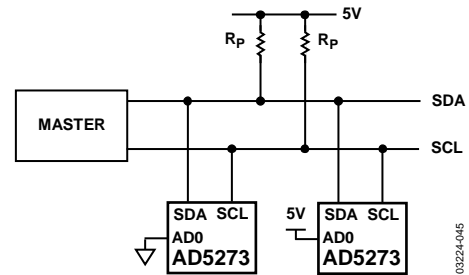 5V
RP RP
MASTER
SDA
SCL
SDA SCL
AD0
AD5273
5V
SDA SCL
AD0
AD5273
03224-045